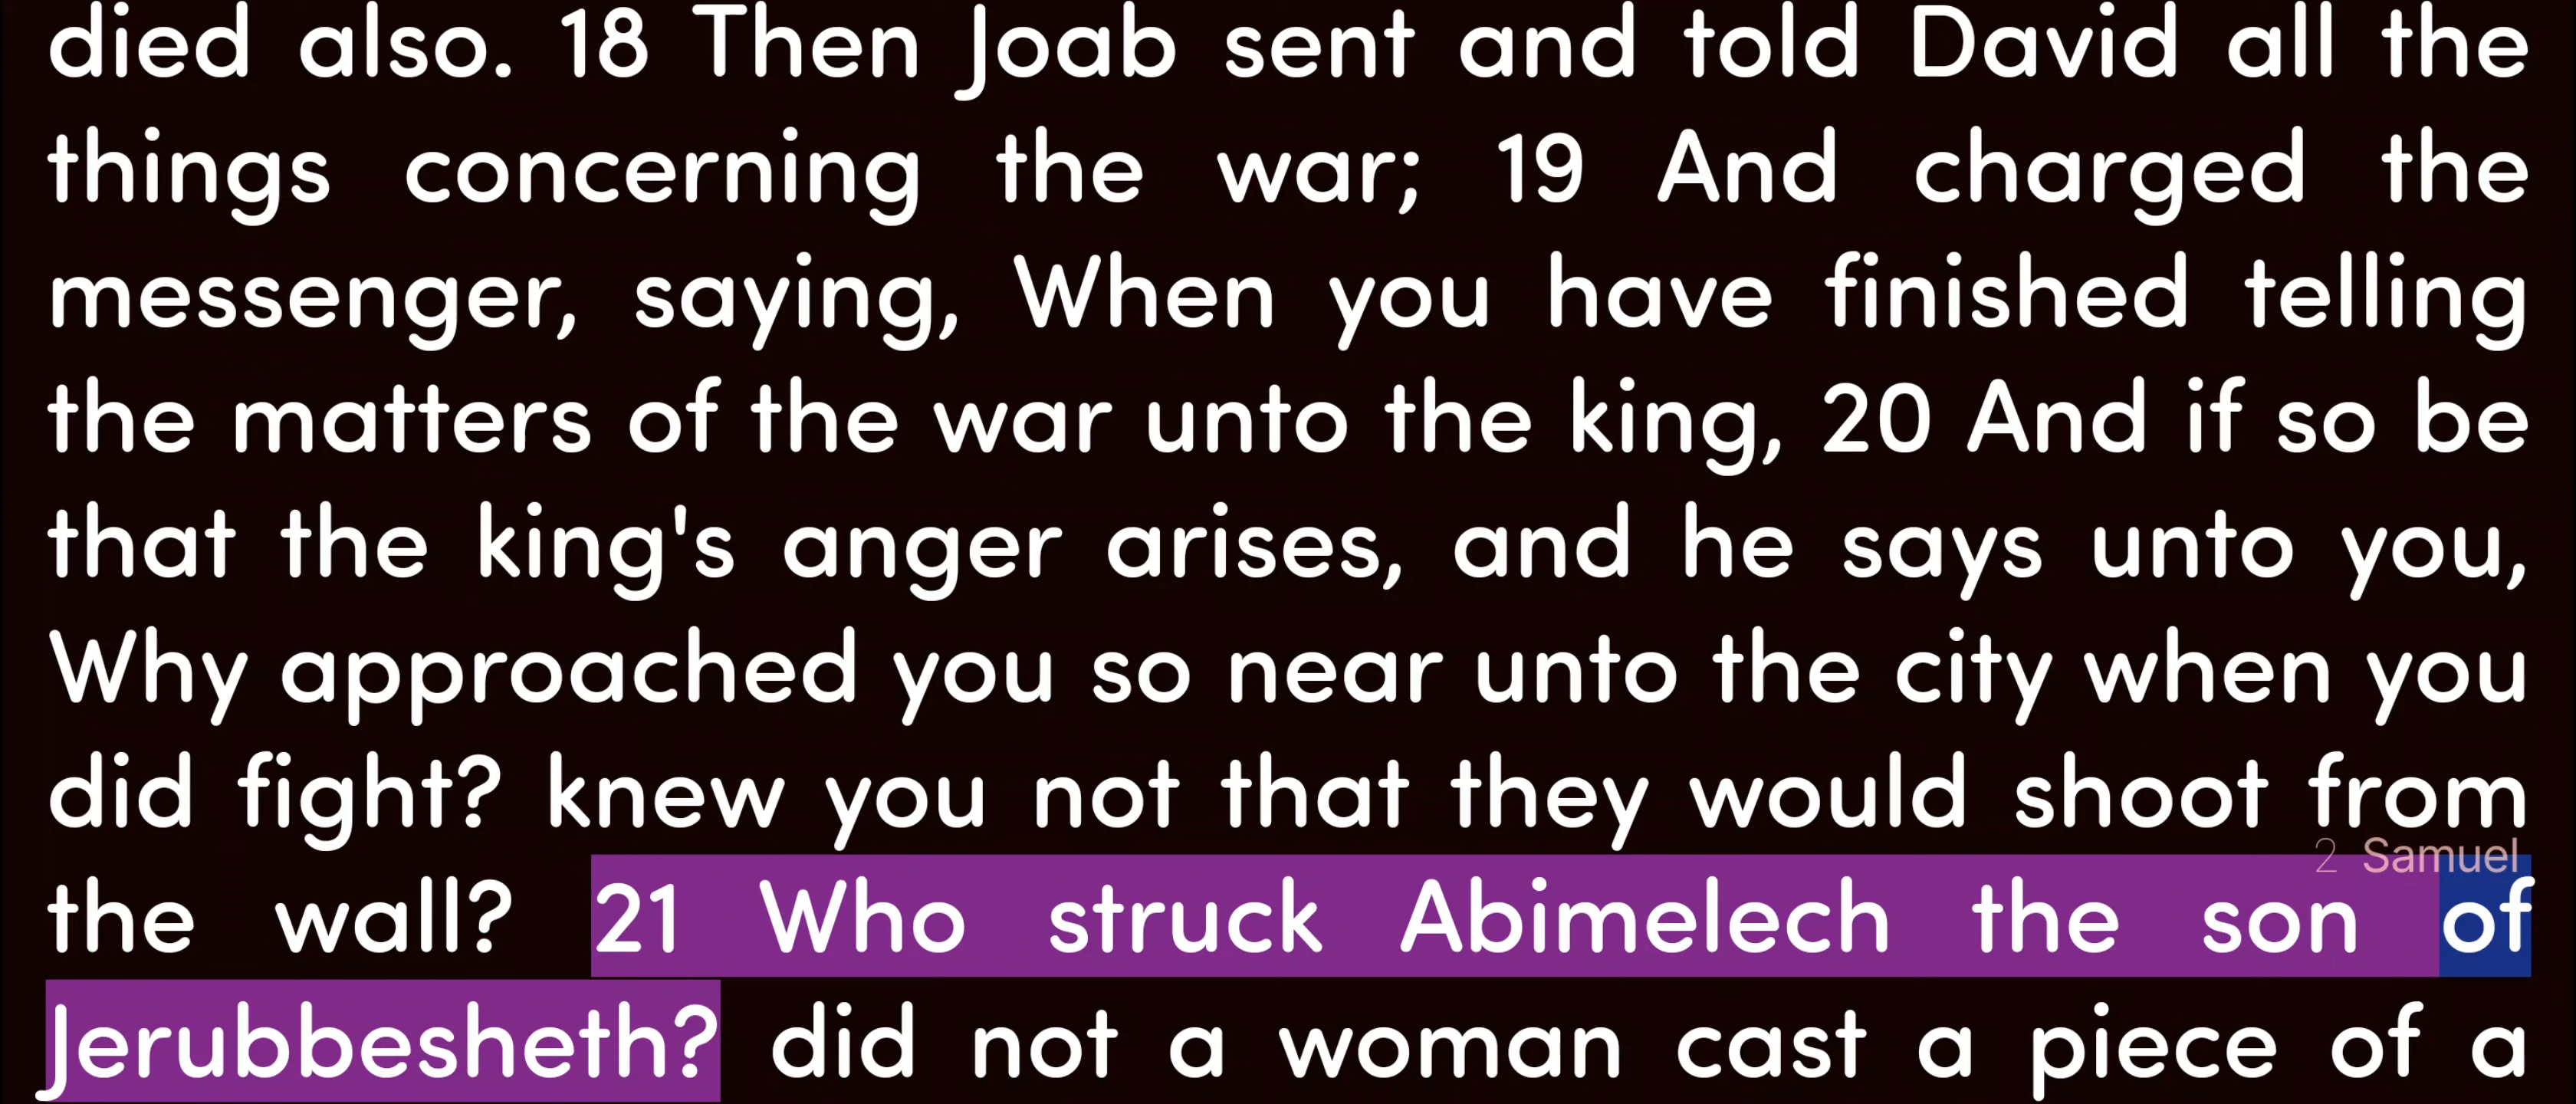 died also. 18 Then Joab sent and told David all the
things concerning the war; 19 And charged the
messenger, saying, When you have finished telling
the matters of the war unto the king, 20 And if so be
that the king's anger arises, and he says unto you,
Why approached you so near unto the city when you
did fight? knew you not that they would shoot from
2 Samuel
the wall? 21 Who struck Abimelech the son of
Jerubbesheth? did not a woman cast a piece of a